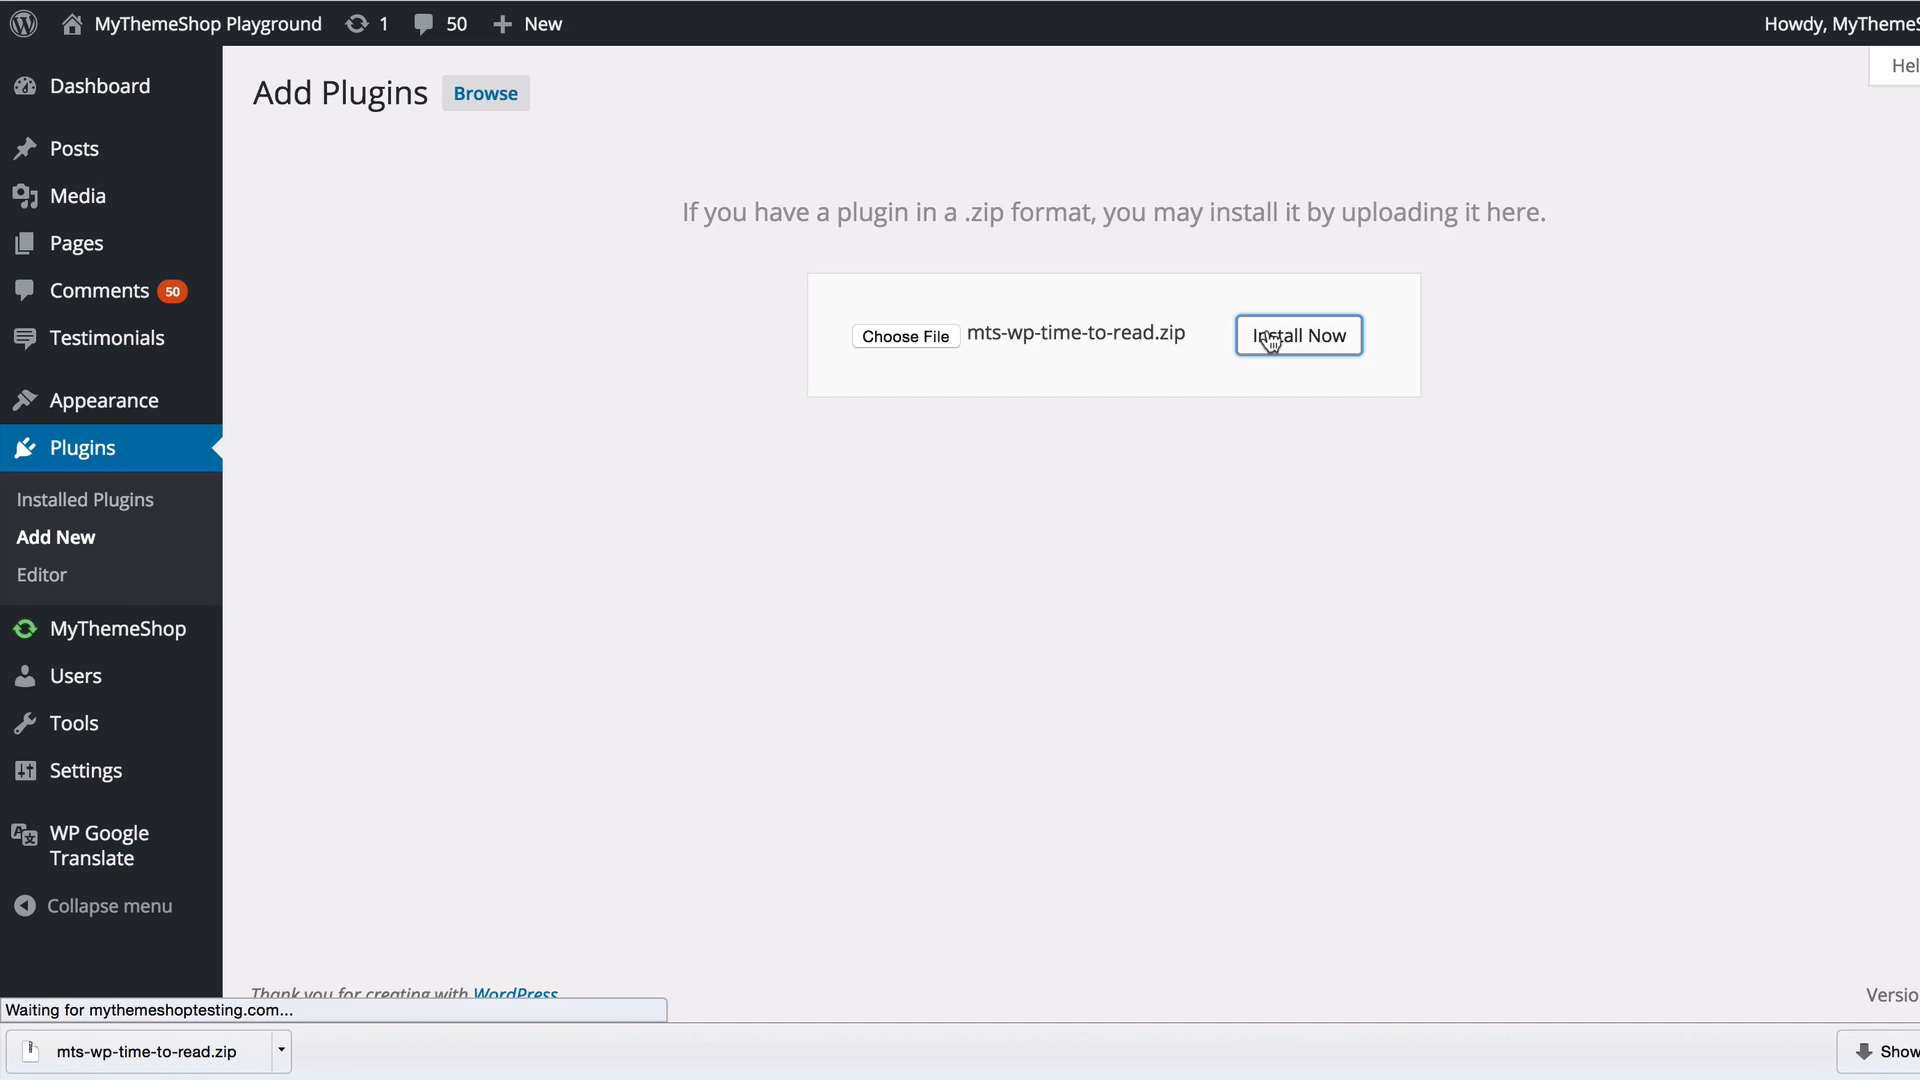 MyThemeShop Playground 1 50 New Howdy, MyThemeS
Hel
Dashboard
Posts
Media
Pages
Comments 50
Testimonials
Appearance
Plugins
Installed Plugins
Add New
Editor
MyThemeShop
Users
Tools
Settings
WP Google
Translate
Collapse menu
Add Plugins Browse
If you have a plugin in a .zip format, you may install it by uploading it here.
Choose File mts-wp-time-to-read.zip Install Now
Thank you for creating with WordPress
Versio
Waiting for mythemeshoptesting.com...
mts-wp-time-to-read.zip
Show